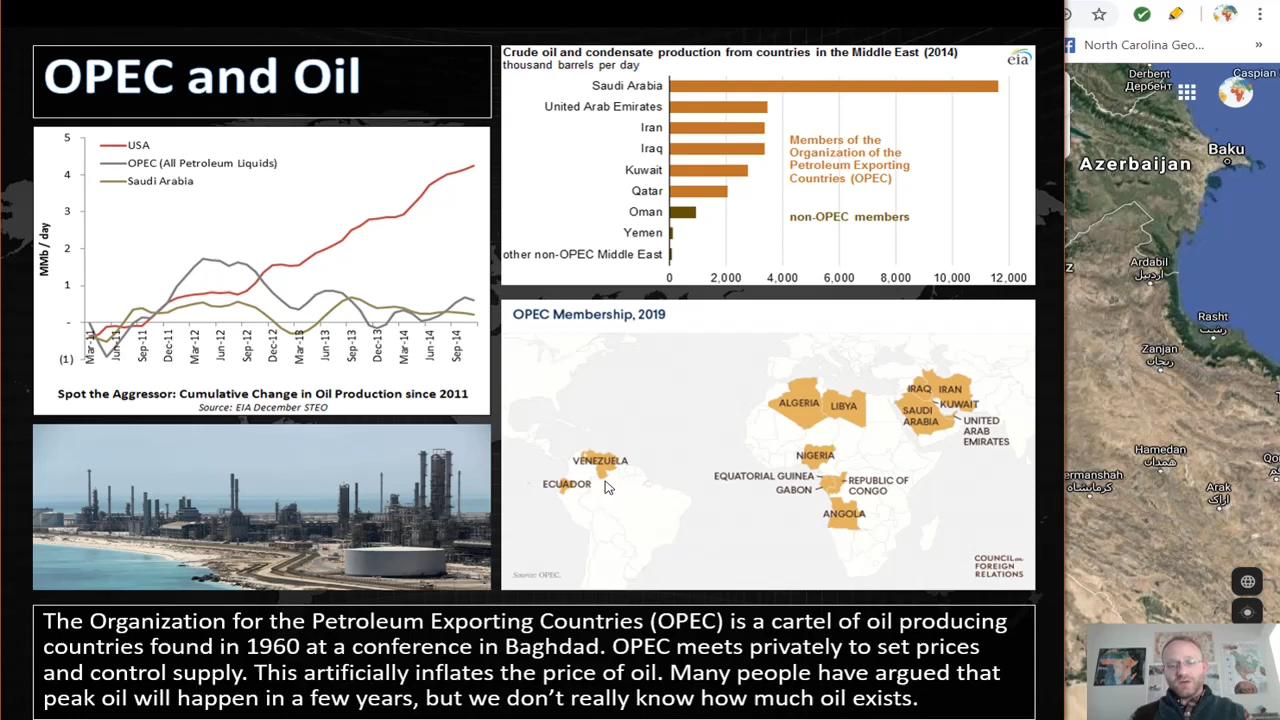 OPEC and Oil
5
4
3
2
1
-
(1)
MMb / day
USA
OPEC (All Petroleum Liquids)
Saudi Arabia
Mar-11
Jun-11
Sep-11
Dec-11
Mar-12
Jun-12
Sep-12
Dec-12
Mar-13
Jun-13
Sep-13
Dec-13
Mar-14
Jun-14
Sep-14
Spot the Aggressor: Cumulative Change in Oil Production since 2011
Source: EIA December STEO
Crude oil and condensate production from countries in the Middle East (2014)
thousand barrels per day
eia
Saudi Arabia
United Arab Emirates
Iran
Iraq
Kuwait
Qatar
Oman
Yemen
other non-OPEC Middle East
Members of the
Organization of the
Petroleum Exporting
Countries (OPEC)
non-OPEC members
0 2,000 4,000 6,000 8,000 10,000 12,000
OPEC Membership, 2019
ALGERIA
LIBYA
IRAQ
IRAN
KUWAIT
SAUDI
ARABIA
UNITED
ARAB
EMIRATES
VENEZUELA
ECUADOR
NIGERIA
EQUATORIAL GUINEA
GABON
REPUBLIC OF
CONGO
ANGOLA
Source: OPEC.
COUNCIL on
FOREIGN
RELATIONS
The Organization for the Petroleum Exporting Countries (OPEC) is a cartel of oil producing
countries found in 1960 at a conference in Baghdad. OPEC meets privately to set prices
and control supply. This artificially inflates the price of oil. Many people have argued that
peak oil will happen in a few years, but we don't really know how much oil exists.
North Carolina Geo...
»
Derbent
Дербент
Caspian
Azerbaijan
Baku
Ardabil
اردبیل
Rasht
رشت
Zanjan
زنجان
Hamedan
همدان
ermanshah
کرمانشاه
Arak
اراک